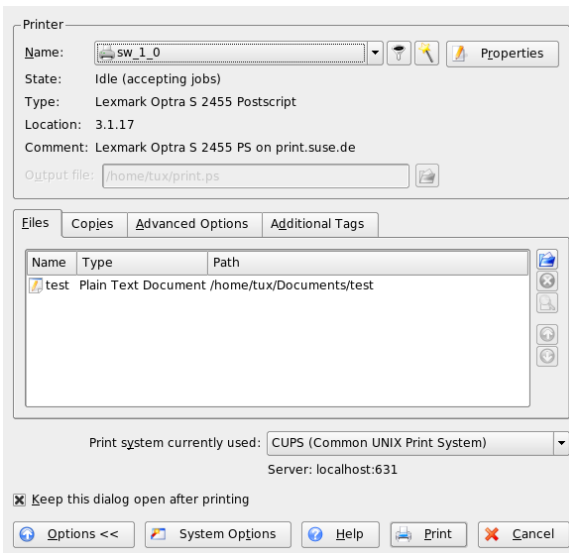 Printer
Name: sw_1_0 Properties
State: Idle (accepting jobs)
Type: Lexmark Optra S 2455 Postscript
Location: 3.1.17
Comment: Lexmark Optra S 2455 PS on print.suse.de
Output file: /home/tux/print.ps
Files Copies Advanced Options Additional Tags
Name Type Path
test Plain Text Document /home/tux/Documents/test
Print system currently used: CUPS (Common UNIX Print System)
Server: localhost:631
Keep this dialog open after printing
Options << System Options Help Print Cancel